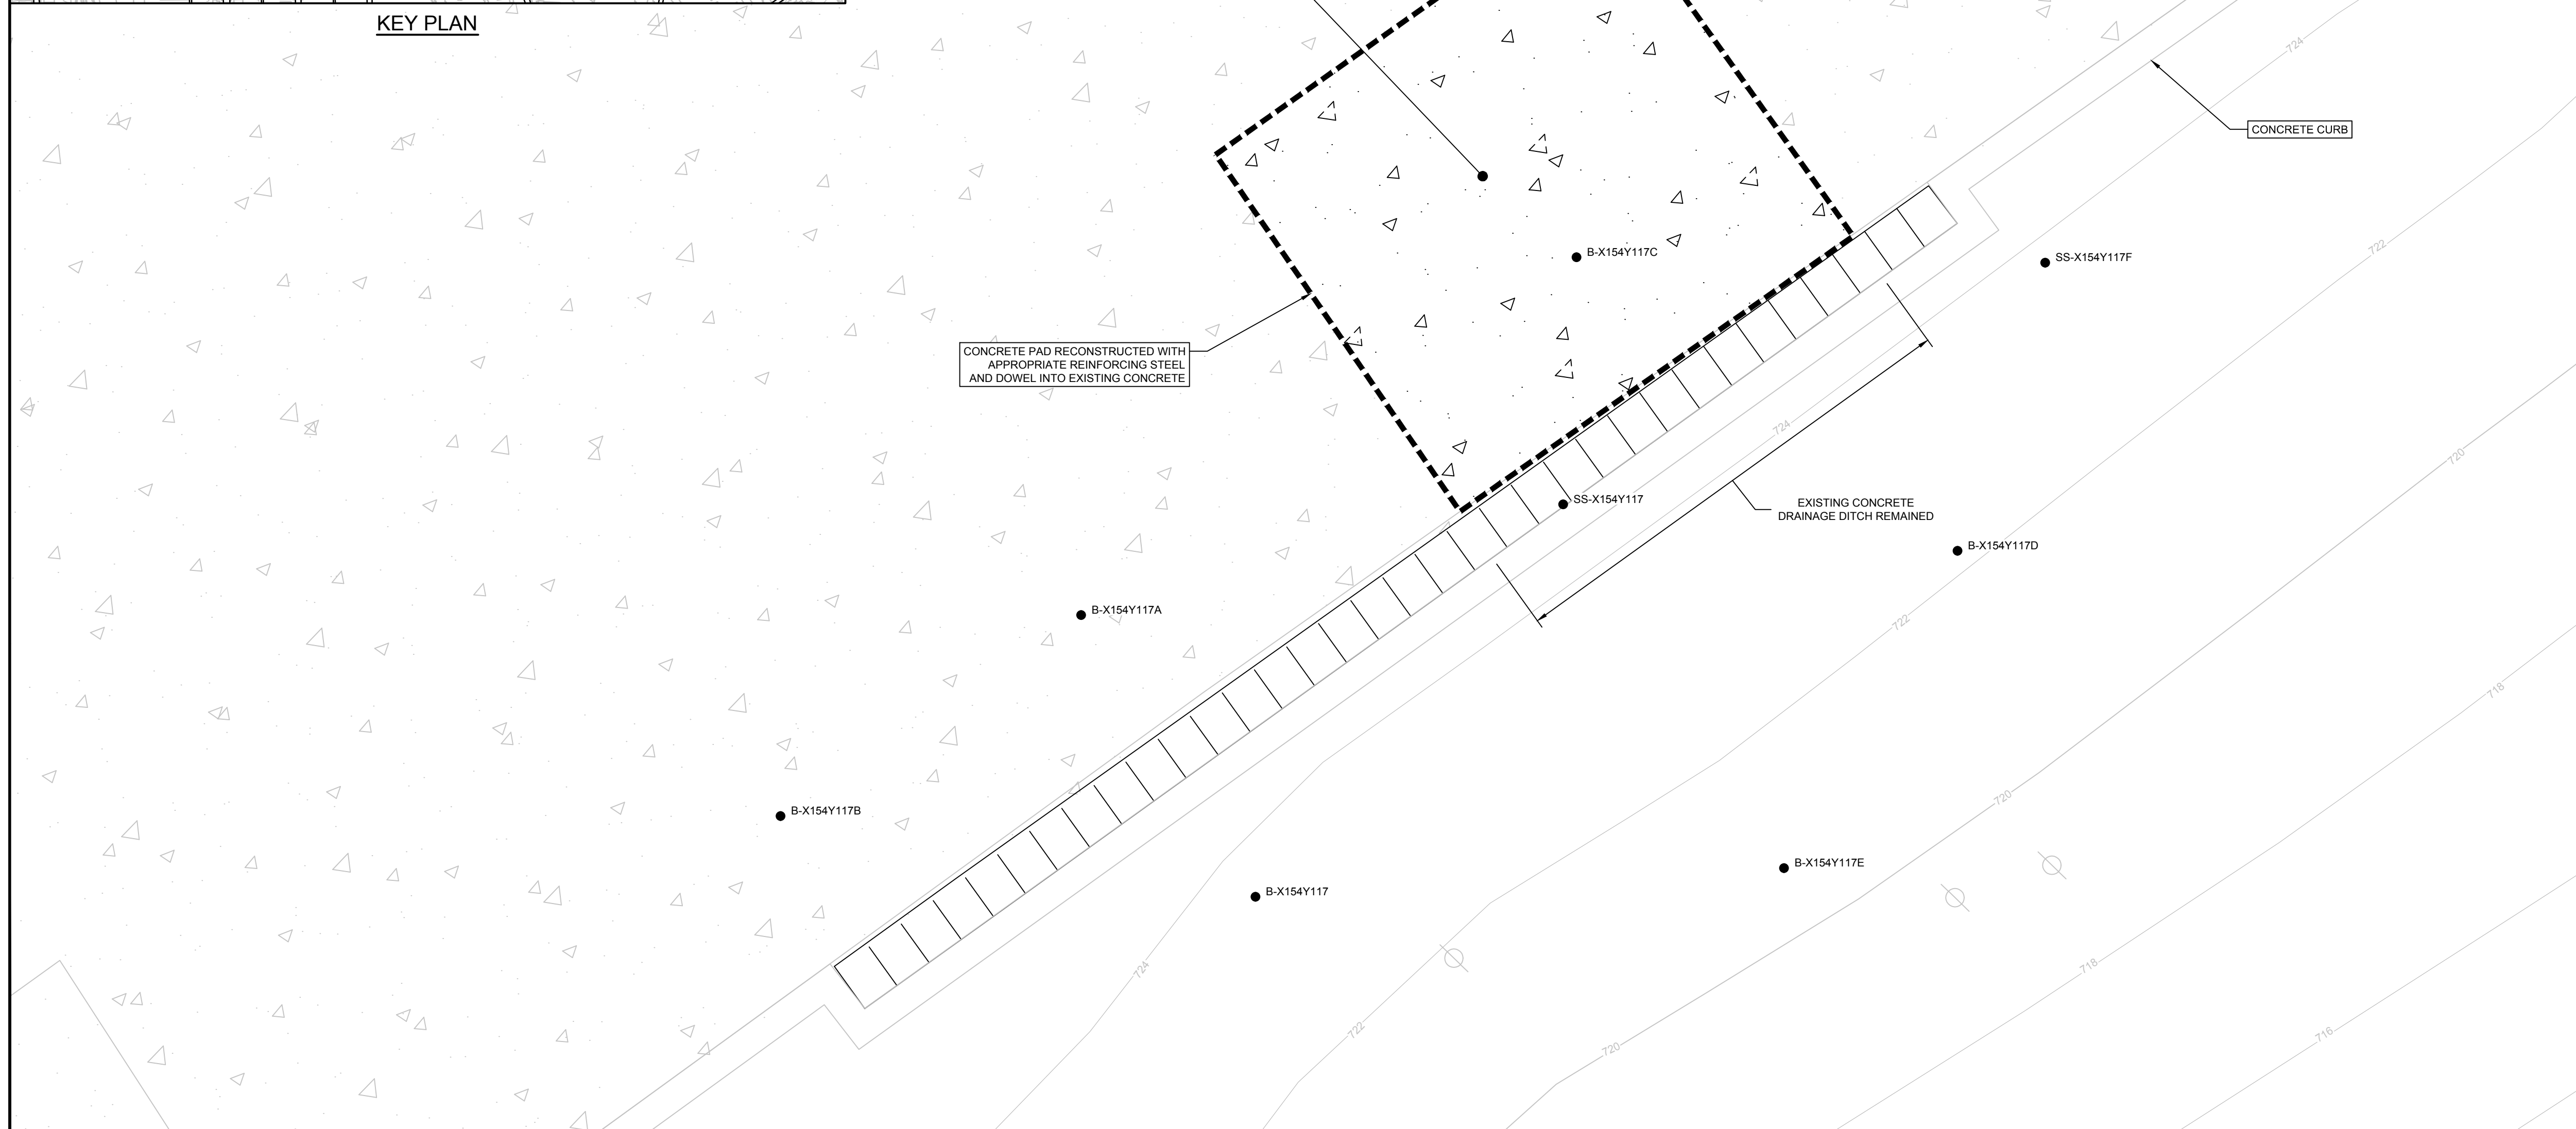 KEY PLAN
724
CONCRETE CURB
722
B-X154Y117C
SS-X154Y117F
CONCRETE PAD RECONSTRUCTED WITH
APPROPRIATE REINFORCING STEEL
AND DOWEL INTO EXISTING CONCRETE
724
720
SS-X154Y117
EXISTING CONCRETE
DRAINAGE DITCH REMAINED
B-X154Y117D
B-X154Y117A
722
718
720
B-X154Y117B
B-X154Y117E
B-X154Y117
724
718
722
716
720